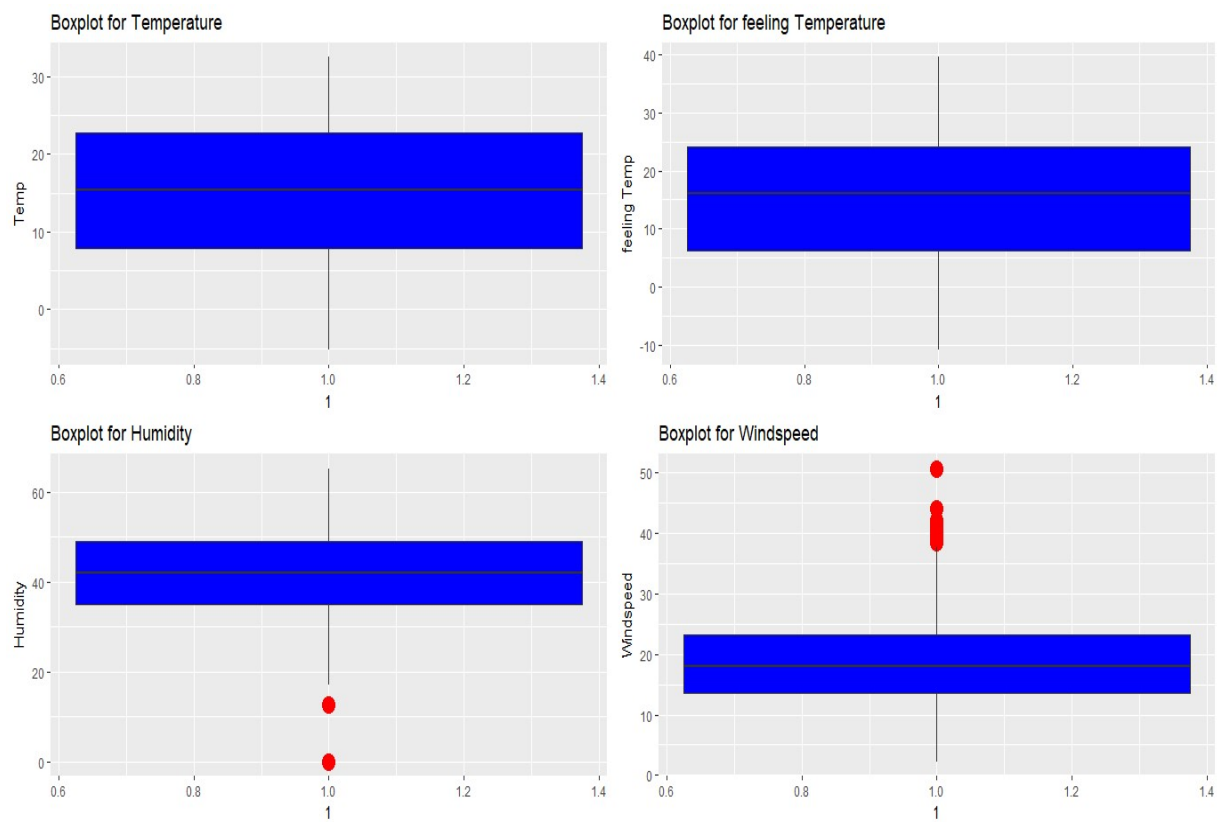 Boxplot for Temperature
Temp
30
20
10
0
0.6 0.8 1.0 1.2 1.4
1
Boxplot for feeling Temperature
feeling Temp
40
30
20
10
0
-10
0.6 0.8 1.0 1.2 1.4
1
Boxplot for Humidity
Humidity
60
40
20
0
0.6 0.8 1.0 1.2 1.4
1
Boxplot for Windspeed
Windspeed
50
40
30
20
10
0
0.6 0.8 1.0 1.2 1.4
1